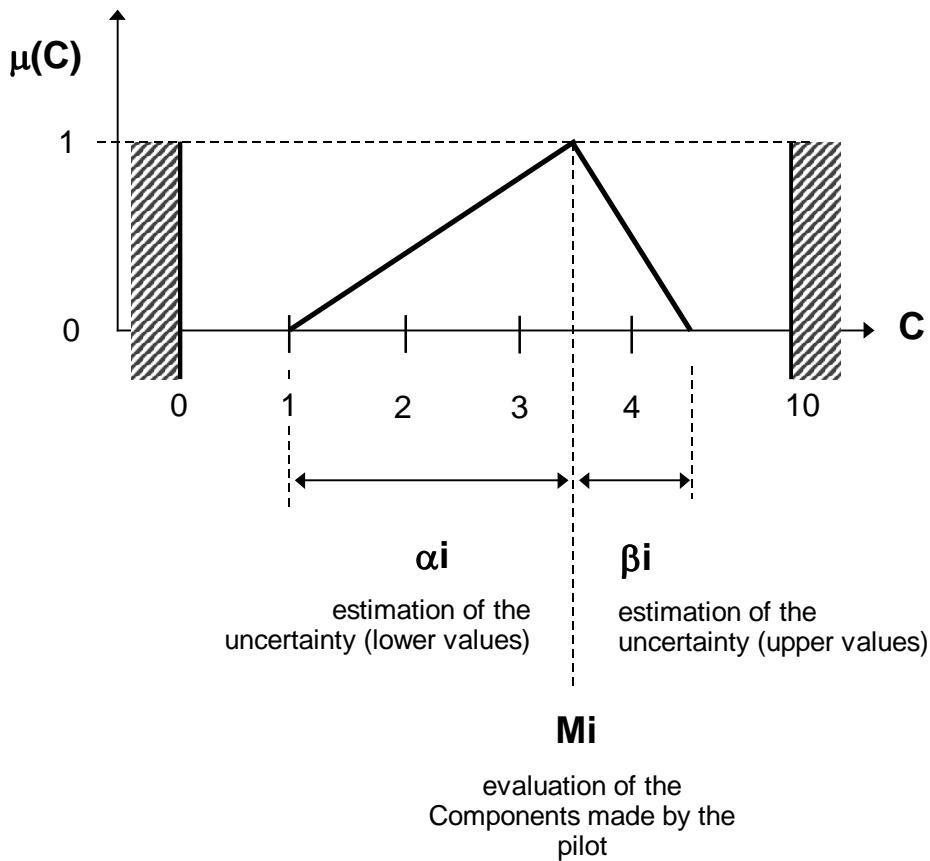 μ(C)
1
0
C
0
1
2
3
4
10
αi
βi
estimation of the
uncertainty (lower values)
estimation of the
uncertainty (upper values)
Mi
evaluation of the
Components made by the
pilot